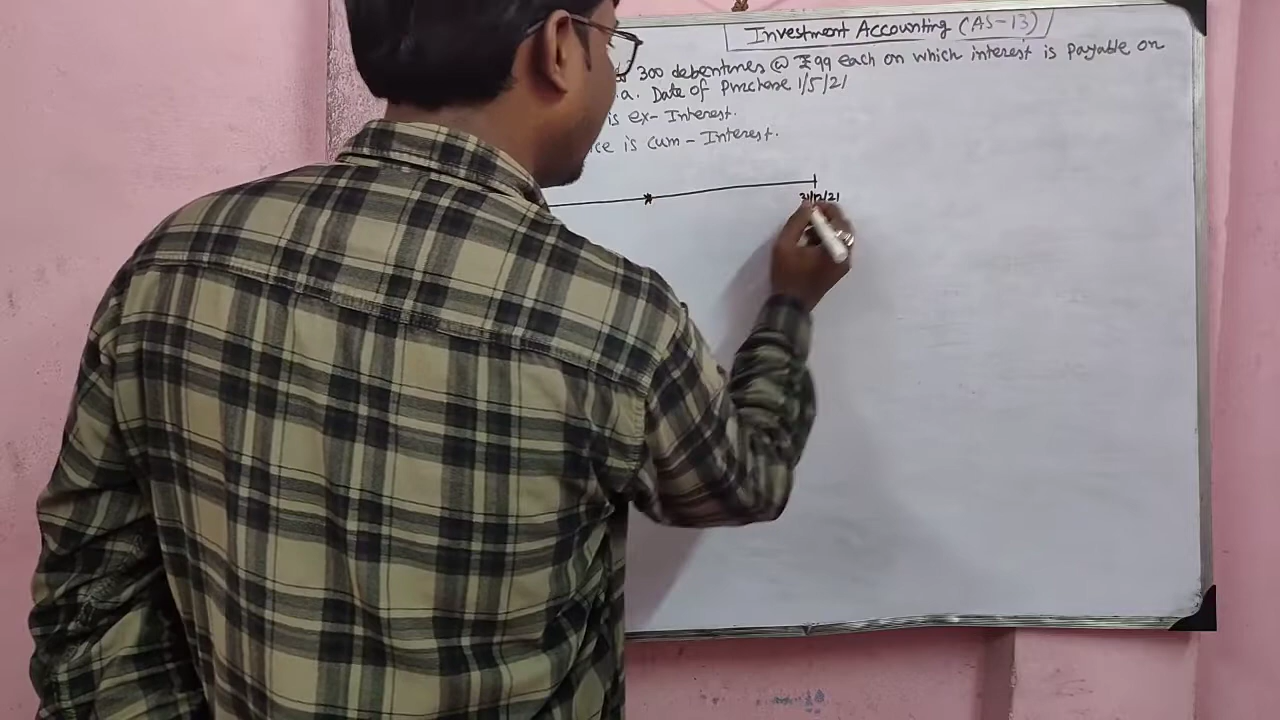 Investment Accounting (AS-13)
300 debentures @ ₹99 each on which interest is payable on
.a. Date of Purchase 1/5/21
is ex-Interest.
ice is cum-Interest.
31/12/21